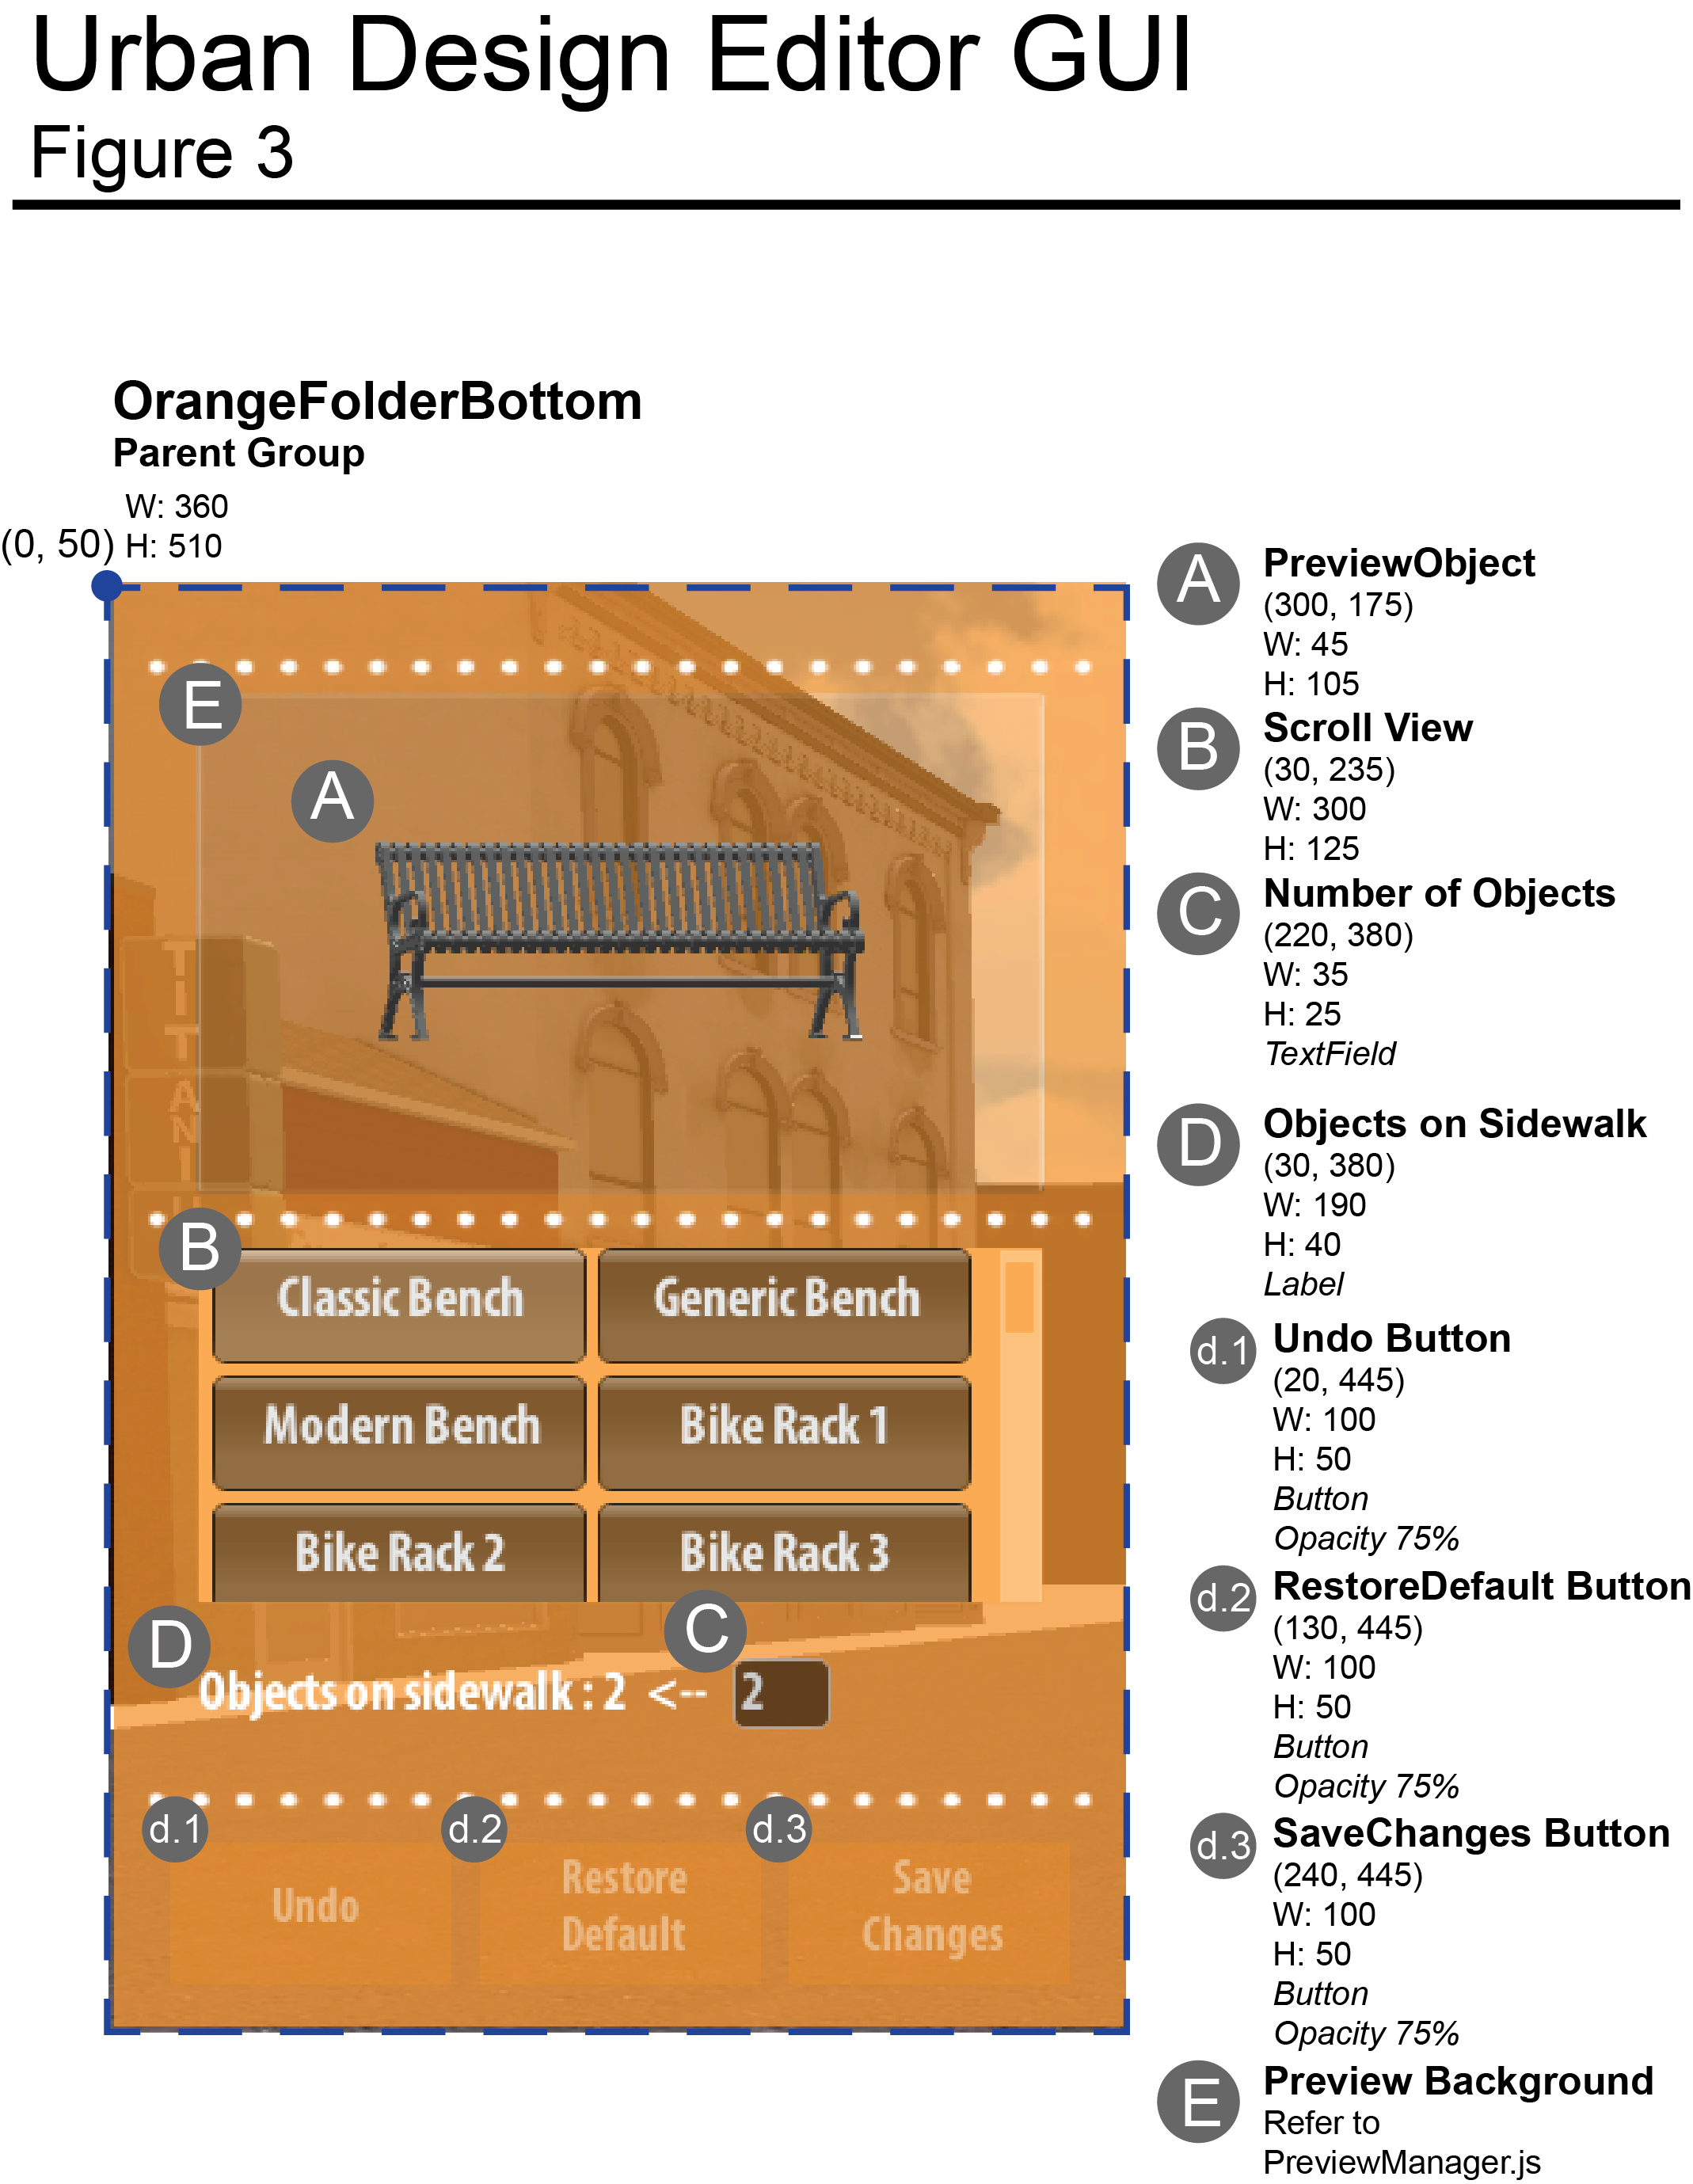 Urban Design Editor GUI
Figure 3
OrangeFolderBottom
Parent Group
W: 360
(0, 50) H: 510
A PreviewObject
(300, 175)
W: 45
H: 105
B Scroll View
(30, 235)
W: 300
H: 125
C Number of Objects
(220, 380)
W: 35
H: 25
TextField
D Objects on Sidewalk
(30, 380)
W: 190
H: 40
Label
d.1 Undo Button
(20, 445)
W: 100
H: 50
Button
Opacity 75%
d.2 RestoreDefault Button
(130, 445)
W: 100
H: 50
Button
Opacity 75%
d.3 SaveChanges Button
(240, 445)
W: 100
H: 50
Button
Opacity 75%
E Preview Background
Refer to
PreviewManager.js
E
A
TITANI
B
Classic Bench Generic Bench
Modern Bench Bike Rack 1
Bike Rack 2 Bike Rack 3
D C
Objects on sidewalk : 2 <-- 2
d.1 d.2 d.3
Undo
Restore
Default
Save
Changes